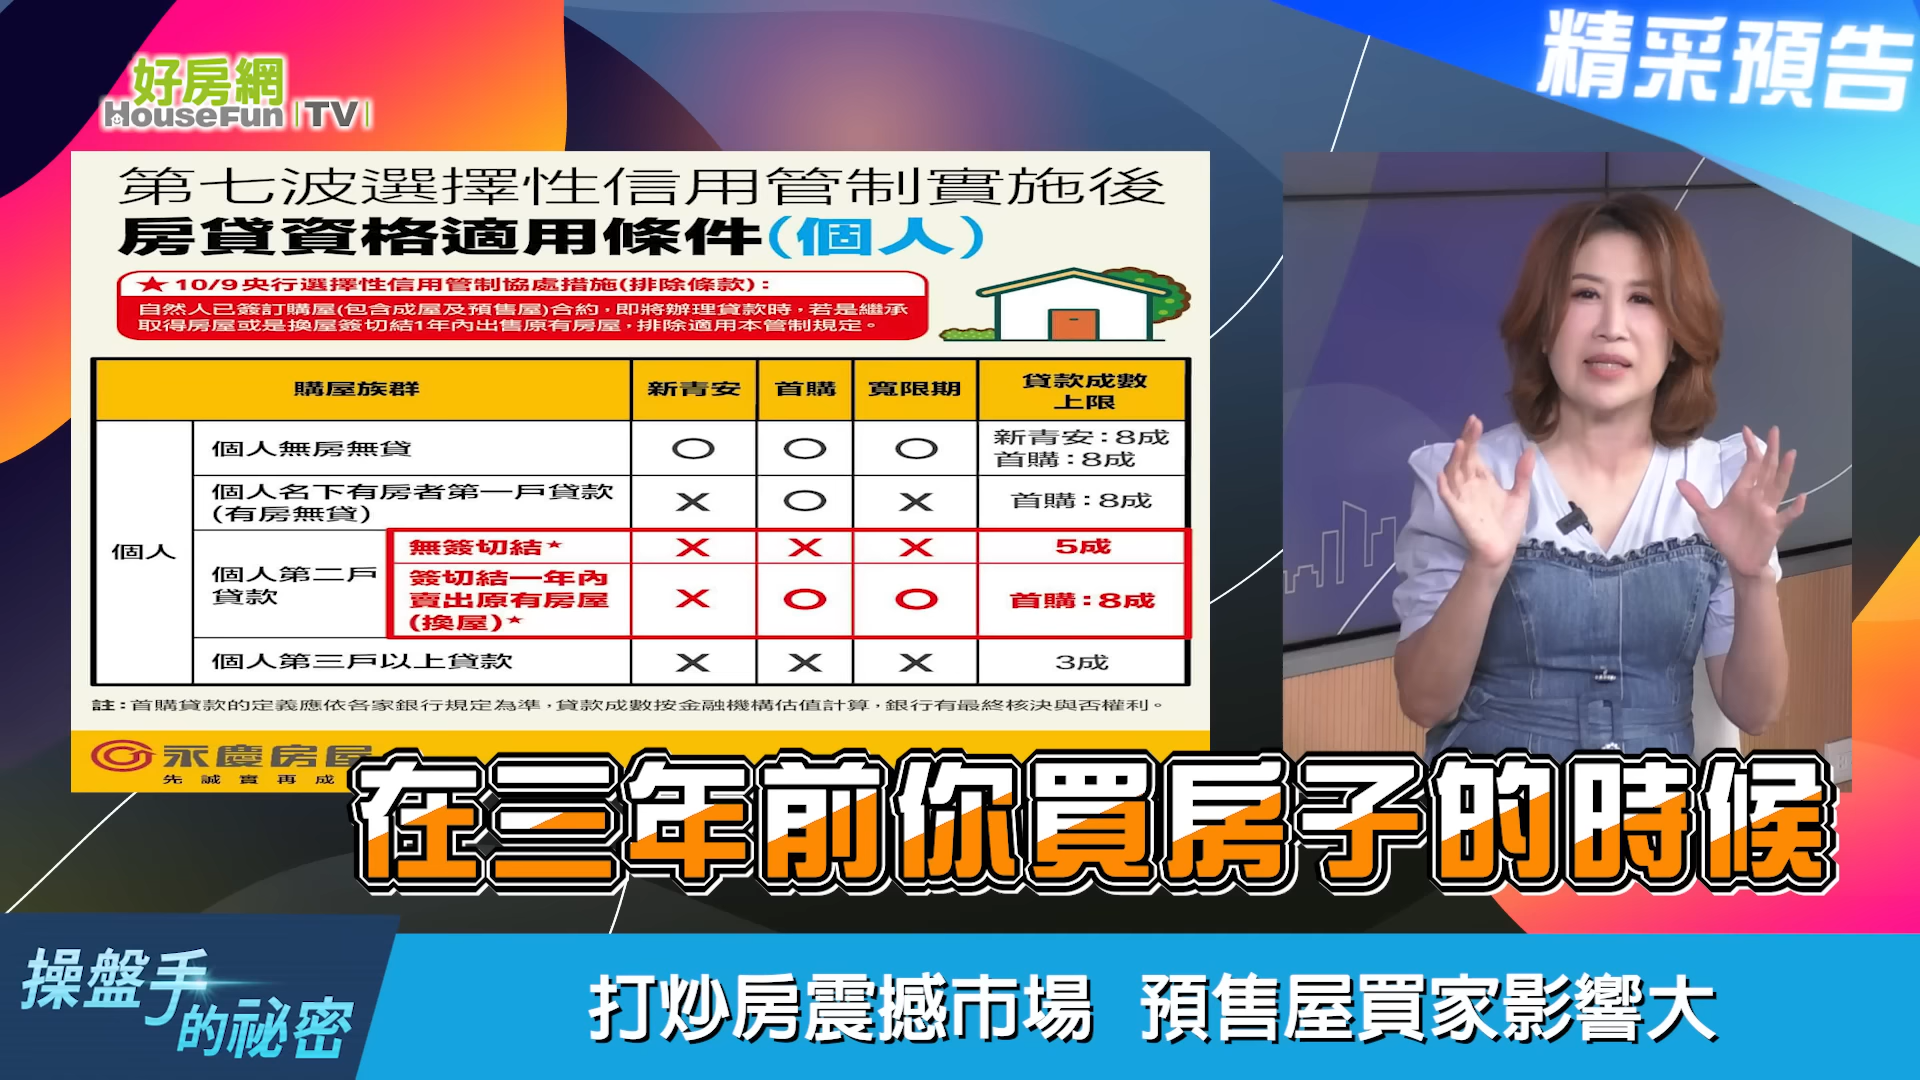 好房網
HouseFun TV
精采預告
第七波選擇性信用管制實施後
房貸資格適用條件(個人)
★10/9央行選擇性信用管制協處措施(排除條款):
自然人已簽訂購屋(包含成屋及預售屋)合約,即將辦理貸款時,若是繼承
取得房屋或是換屋簽切結1年內出售原有房屋,排除適用本管制規定。
購屋族群 新青安 首購 寬限期 貸款成數上限
個人
個人無房無貸 ○ ○ ○ 新青安:8成 首購:8成
個人名下有房者第一戶貸款(有房無貸) X ○ X 首購:8成
個人第二戶貸款
無簽切結★ X X X 5成
簽切結一年內賣出原有房屋(換屋)★ X ○ ○ 首購:8成
個人第三戶以上貸款 X X X 3成
註:首購貸款的定義應依各家銀行規定為準,貸款成數按金融機構估值計算,銀行有最終核決與否權利。
永慶房屋
先誠實再成
在三年前你買房子的時候
操盤手的祕密
打炒房震撼市場 預售屋買家影響大